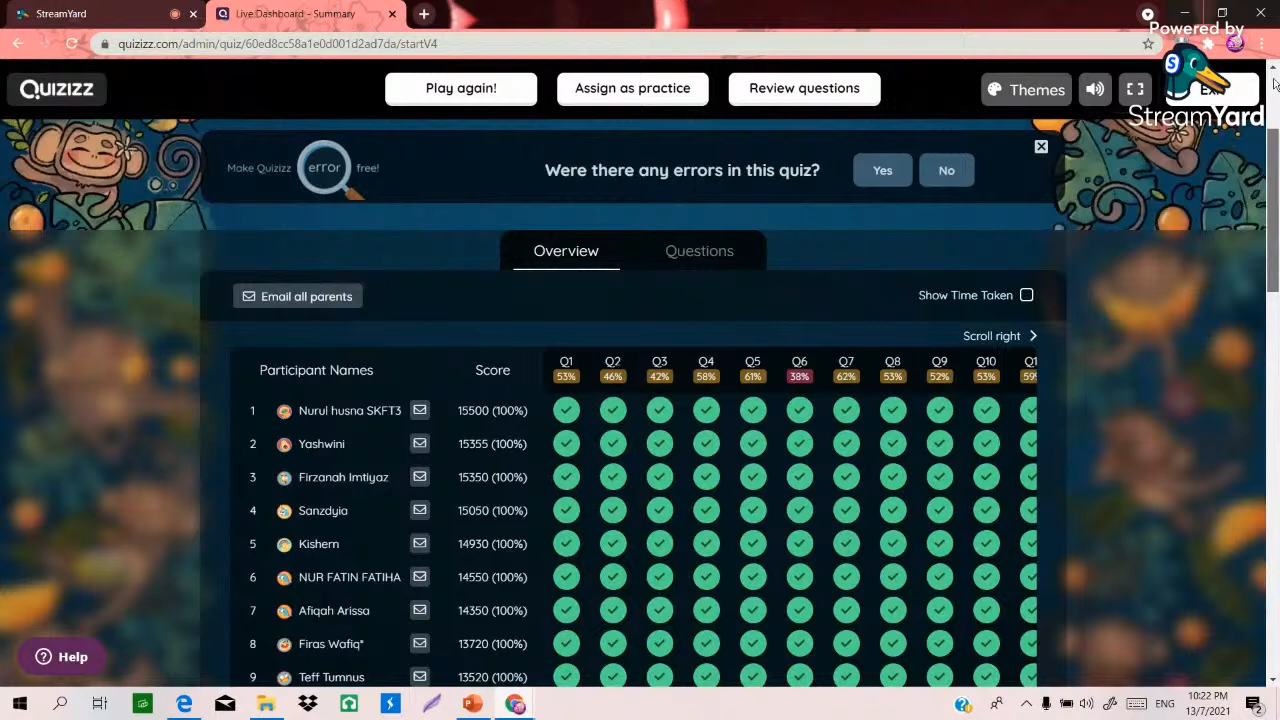 StreamYard
Live Dashboard - Summary
Powered by
quizizz.com/admin/quiz/60ed8cc58a1e0d001d2ad7da/startV4
QUIZIZZ
Play again!
Assign as practice
Review questions
Themes
StreamYard
Make Quizizz error free!
Were there any errors in this quiz?
Yes
No
Overview
Questions
Email all parents
Show Time Taken
Scroll right
Participant Names Score Q1 Q2 Q3 Q4 Q5 Q6 Q7 Q8 Q9 Q10
53% 46% 42% 58% 61% 38% 62% 53% 52% 53%
1 Nurul husna SKFT3 15500 (100%)
2 Yashwini 15355 (100%)
3 Firzanah Imtiyaz 15350 (100%)
4 Sanzdyia 15050 (100%)
5 Kishern 14930 (100%)
6 NUR FATIN FATIHA 14550 (100%)
7 Afiqah Arissa 14350 (100%)
8 Firas Wafiq* 13720 (100%)
9 Teff Tumnus 13520 (100%)
Help
ENG
10:22 PM
13/7/2021
2